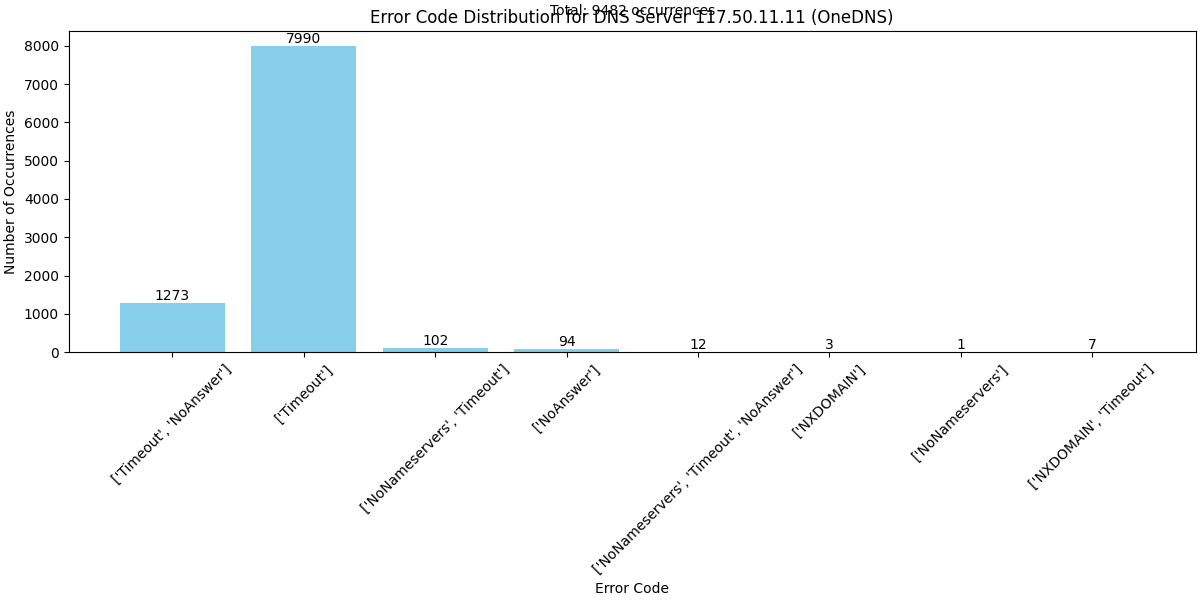 Total: 9482 occurrences
Error Code Distribution for DNS Server 117.50.11.11 (OneDNS)
Number of Occurrences
8000
7000
6000
5000
4000
3000
2000
1000
0
1273
7990
102
94
12
3
1
7
['Timeout', 'NoAnswer']
['Timeout']
['NoNameservers', 'Timeout']
['NoAnswer']
['NoNameservers', 'Timeout', 'NoAnswer']
['NXDOMAIN']
['NoNameservers']
['NXDOMAIN', 'Timeout']
Error Code